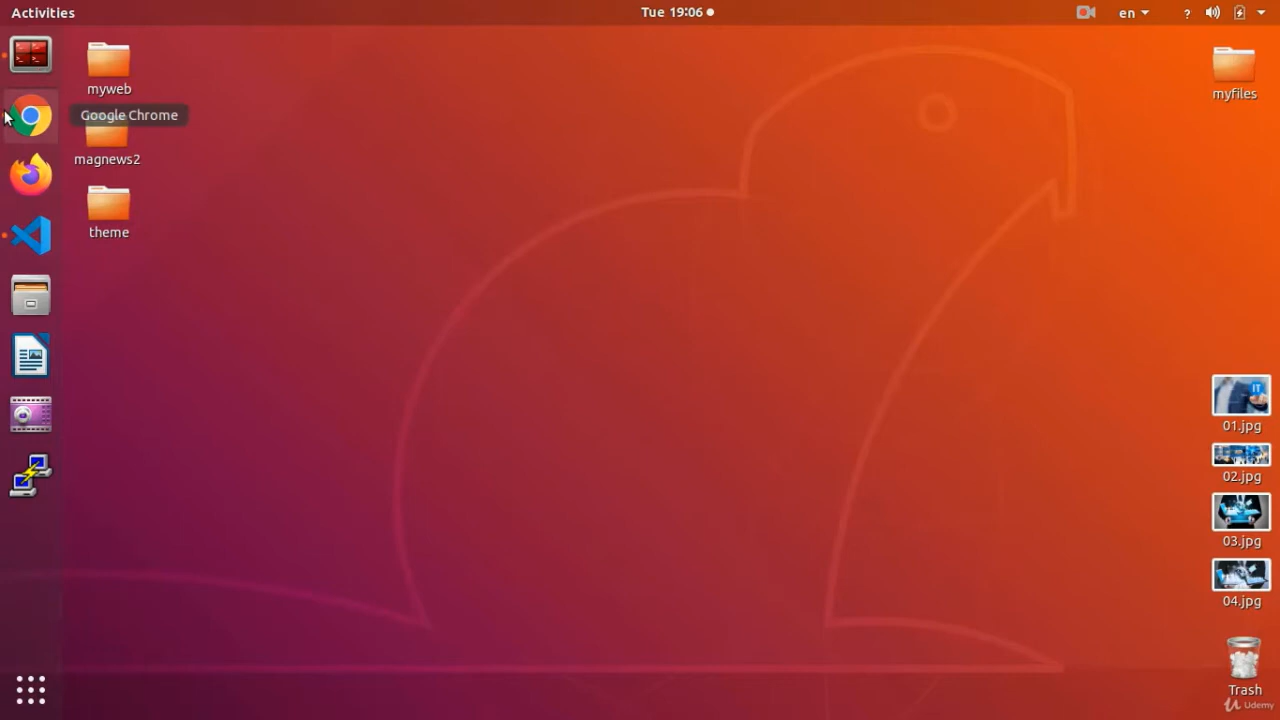 Activities
Tue 19:06
en
?
myweb
Google Chrome
magnews2
theme
myfiles
IT
01.jpg
02.jpg
03.jpg
04.jpg
Trash
Udemy